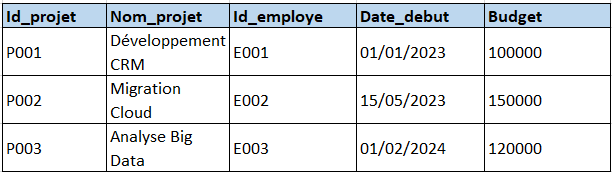 Id_projet Nom_projet Id_employe Date_debut Budget
P001 Développement CRM E001 01/01/2023 100000
P002 Migration Cloud E002 15/05/2023 150000
P003 Analyse Big Data E003 01/02/2024 120000